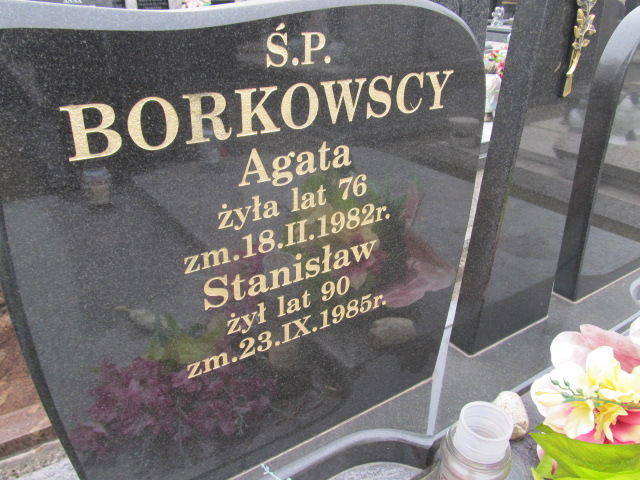 Ś.P.
BORKOWSCY
Agata
żyła lat 76
zm.18.II.1982r.
Stanisław
żył lat 90
zm.23.IX.1985r.